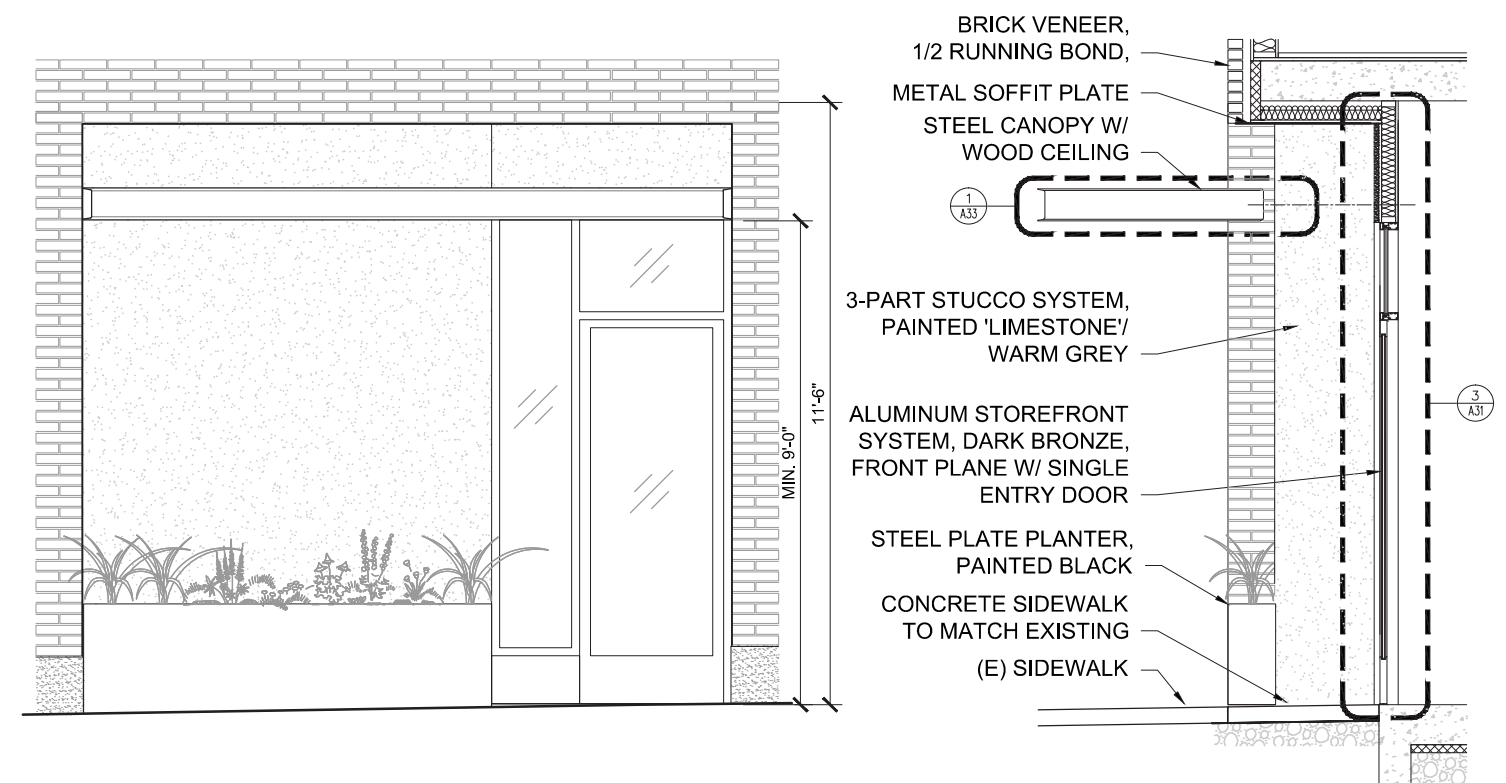 BRICK VENEER,
1/2 RUNNING BOND,
METAL SOFFIT PLATE
STEEL CANOPY W/
WOOD CEILING
1
A33
3-PART STUCCO SYSTEM,
PAINTED 'LIMESTONE'/
WARM GREY
ALUMINUM STOREFRONT
SYSTEM, DARK BRONZE,
FRONT PLANE W/ SINGLE
ENTRY DOOR
3
A31
STEEL PLATE PLANTER,
PAINTED BLACK
CONCRETE SIDEWALK
TO MATCH EXISTING
(E) SIDEWALK
MIN. 9'-0"
11'-6"